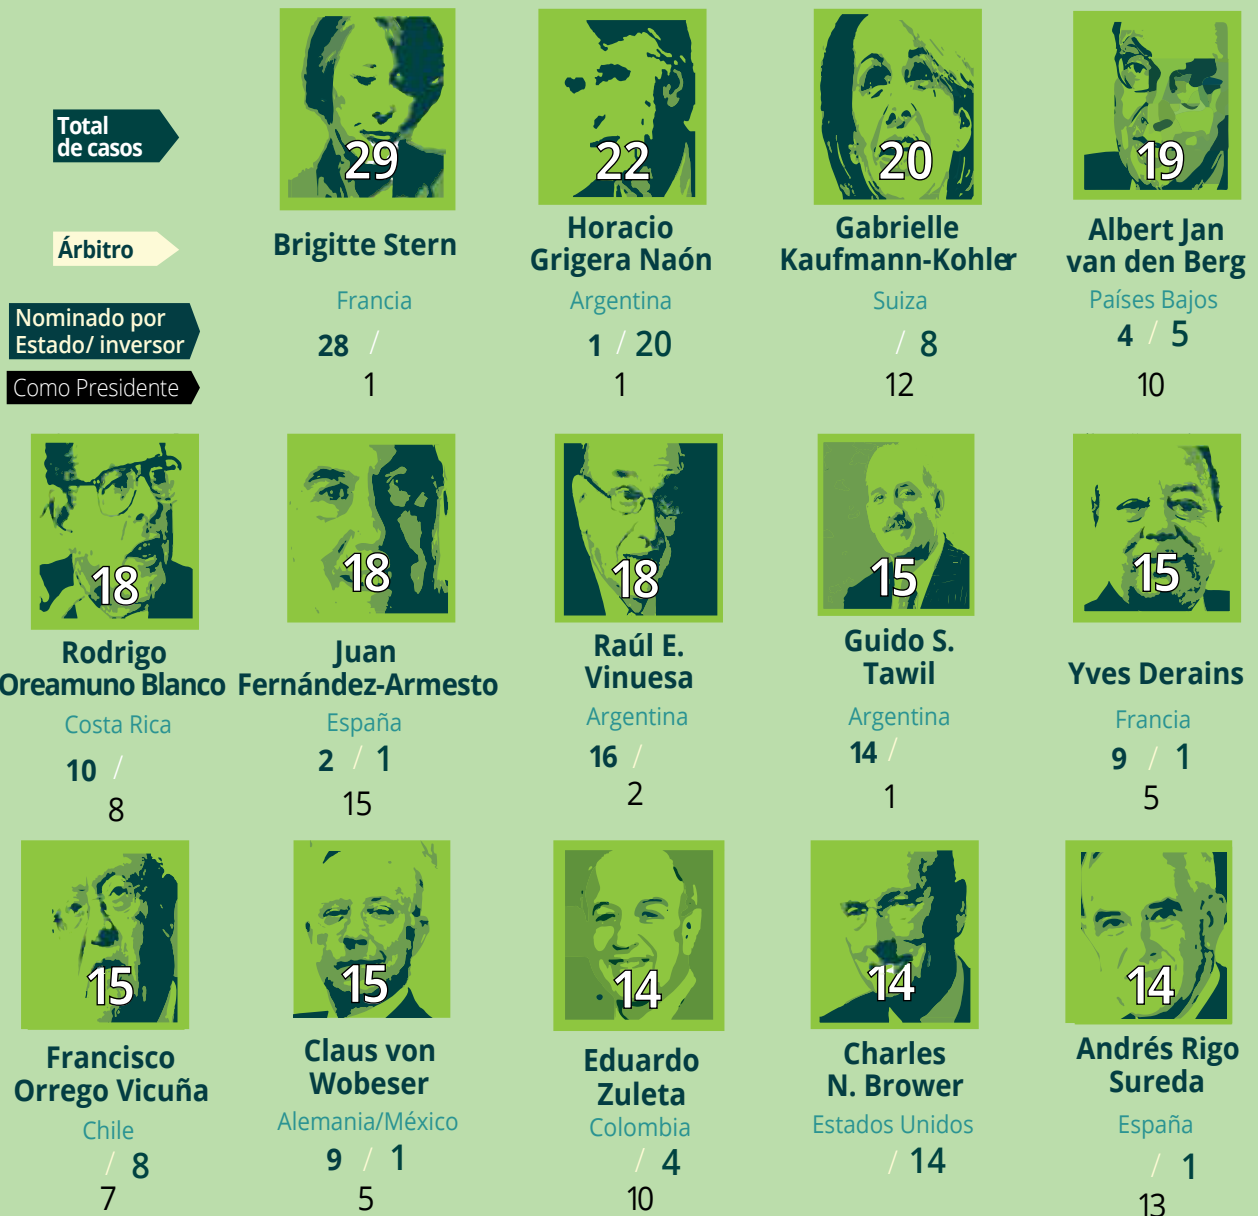 Total
de casos
29
22
20
19
Árbitro
Brigitte Stern
Horacio
Grigera Naón
Gabrielle
Kaufmann-Kohler
Albert Jan
van den Berg
Francia
Argentina
Suiza
Países Bajos
Nominado por
Estado/ inversor
28 /
1 / 20
/ 8
4 / 5
Como Presidente
1
1
12
10
18
18
18
15
15
Rodrigo
Oreamuno Blanco
Juan
Fernández-Armesto
Raúl E.
Vinuesa
Guido S.
Tawil
Yves Derains
Costa Rica
España
Argentina
Argentina
Francia
10 /
2 / 1
16 /
14 /
9 / 1
8
15
2
1
5
15
15
14
14
14
Francisco
Orrego Vicuña
Claus von
Wobeser
Eduardo
Zuleta
Charles
N. Brower
Andrés Rigo
Sureda
Chile
Alemania/México
Colombia
Estados Unidos
España
/ 8
9 / 1
/ 4
/ 14
/ 1
7
5
10
13